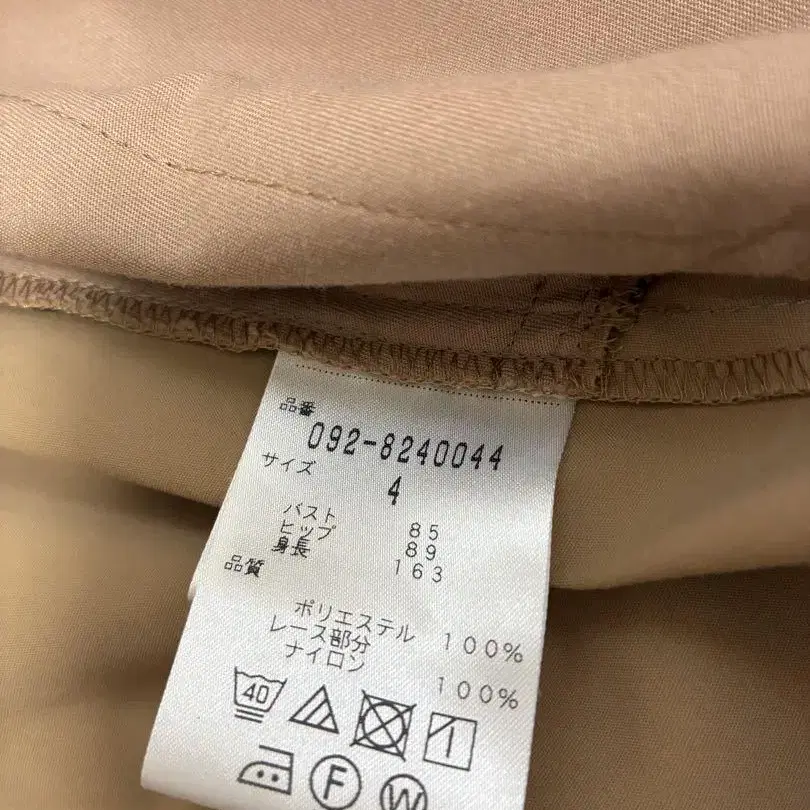 品番
092-8240044
サイズ
4
バスト 85
ヒップ 89
身長 163
品質
ポリエステル 100%
レース部分
ナイロン 100%
40
F
W